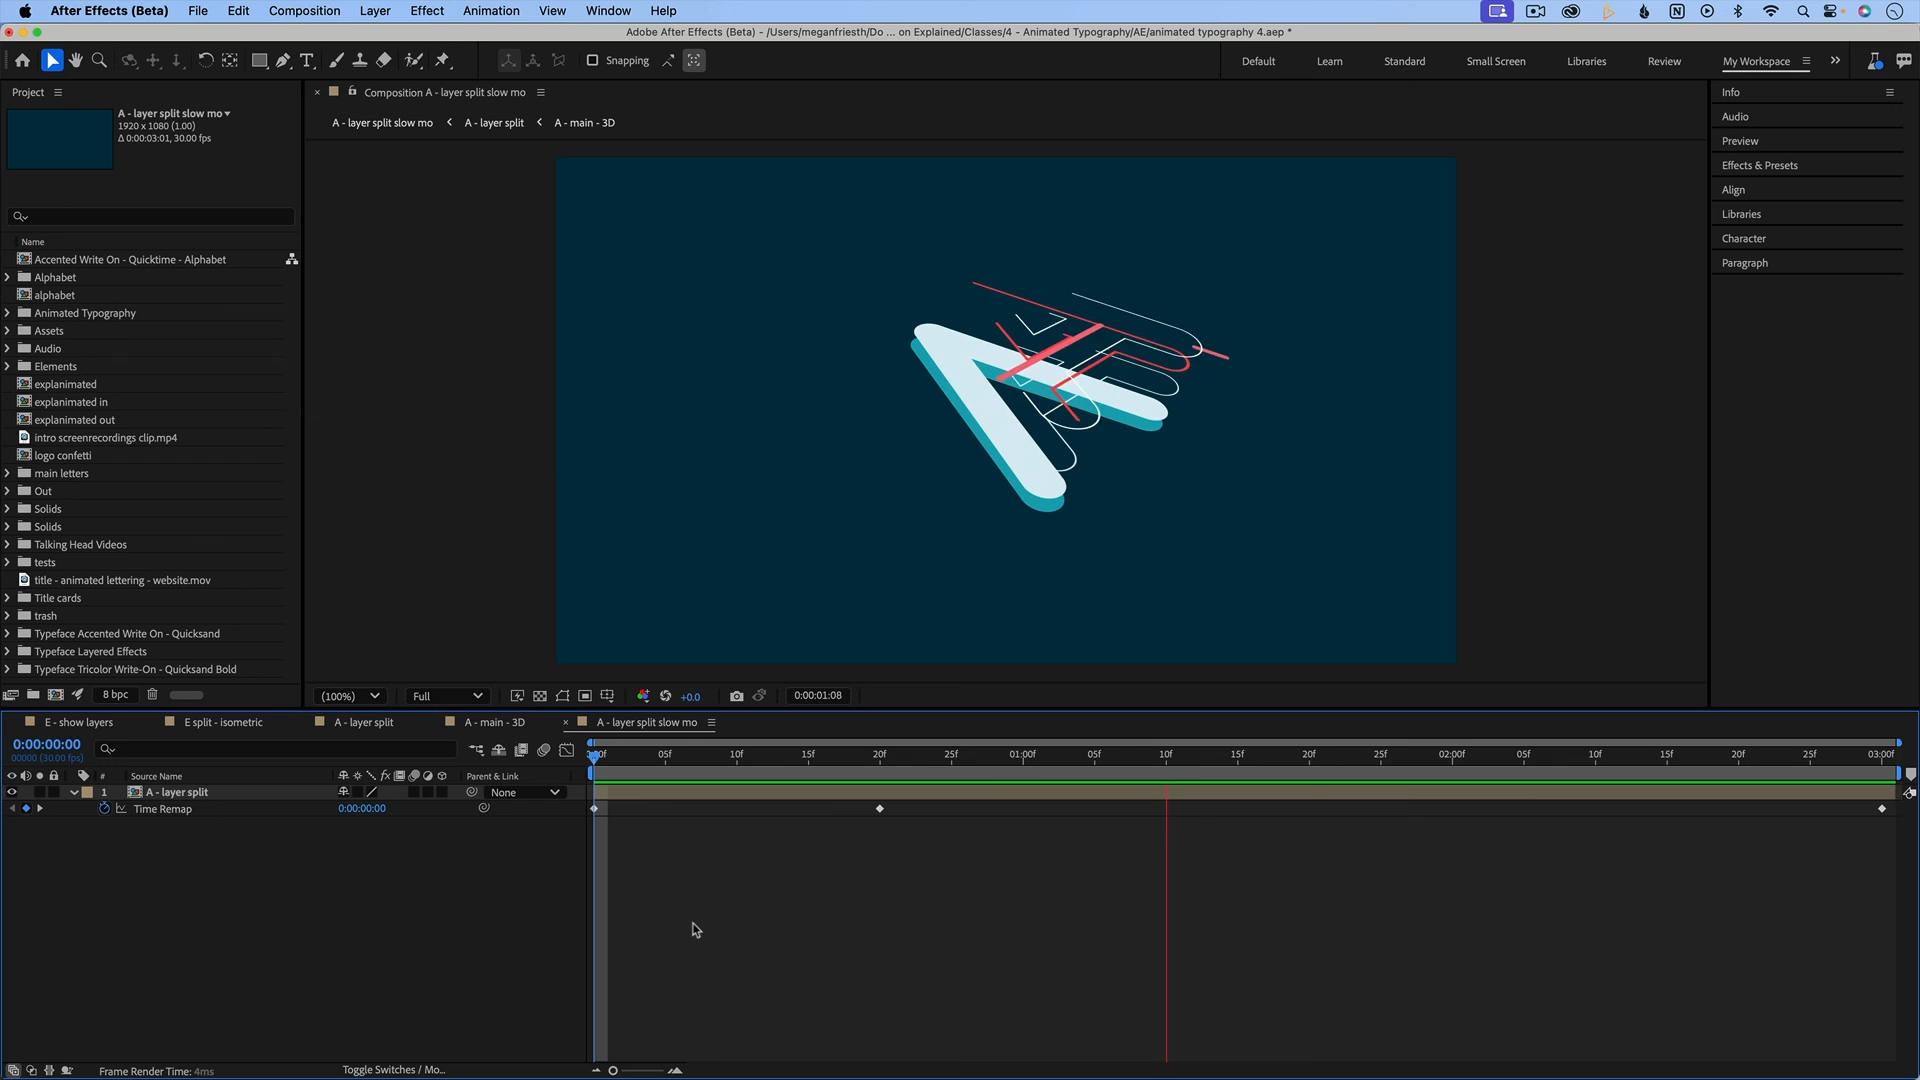 After Effects (Beta) File Edit Composition Layer Effect Animation View Window Help
Adobe After Effects (Beta) - /Users/meganfriesth/Do ... on Explained/Classes/4 - Animated Typography/AE/animated typography 4.aep *
Snapping
Default Learn Standard Small Screen Libraries Review My Workspace
Project
A - layer split slow mo
1920 x 1080 (1.00)
Δ 0:00:03:01, 30.00 fps
Name
Accented Write On - Quicktime - Alphabet
Alphabet
alphabet
Animated Typography
Assets
Audio
Elements
explanimated
explanimated in
explanimated out
intro screenrecordings clip.mp4
logo confetti
main letters
Out
Solids
Solids
Talking Head Videos
tests
title - animated lettering - website.mov
Title cards
trash
Typeface Accented Write On - Quicksand
Typeface Layered Effects
Typeface Tricolor Write-On - Quicksand Bold
8 bpc
Composition A - layer split slow mo
A - layer split slow mo A - layer split A - main - 3D
(100%) Full +0.0 0:00:01:08
Info
Audio
Preview
Effects & Presets
Align
Libraries
Character
Paragraph
E - show layers E split - isometric A - layer split A - main - 3D A - layer split slow mo
0:00:00:00
00000 (30.00 fps)
05f 10f 15f 20f 25f 01:00f 05f 10f 15f 20f 25f 02:00f 05f 10f 15f 20f 25f 03:00f
# Source Name fx Parent & Link
1 A - layer split None
Time Remap 0:00:00:00
Frame Render Time: 4ms Toggle Switches / Mo...